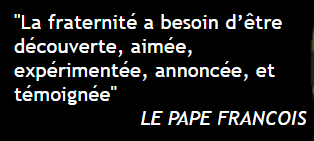 "La fraternité a besoin d'être
découverte, aimée,
expérimentée, annoncée, et
témoignée"
LE PAPE FRANCOIS